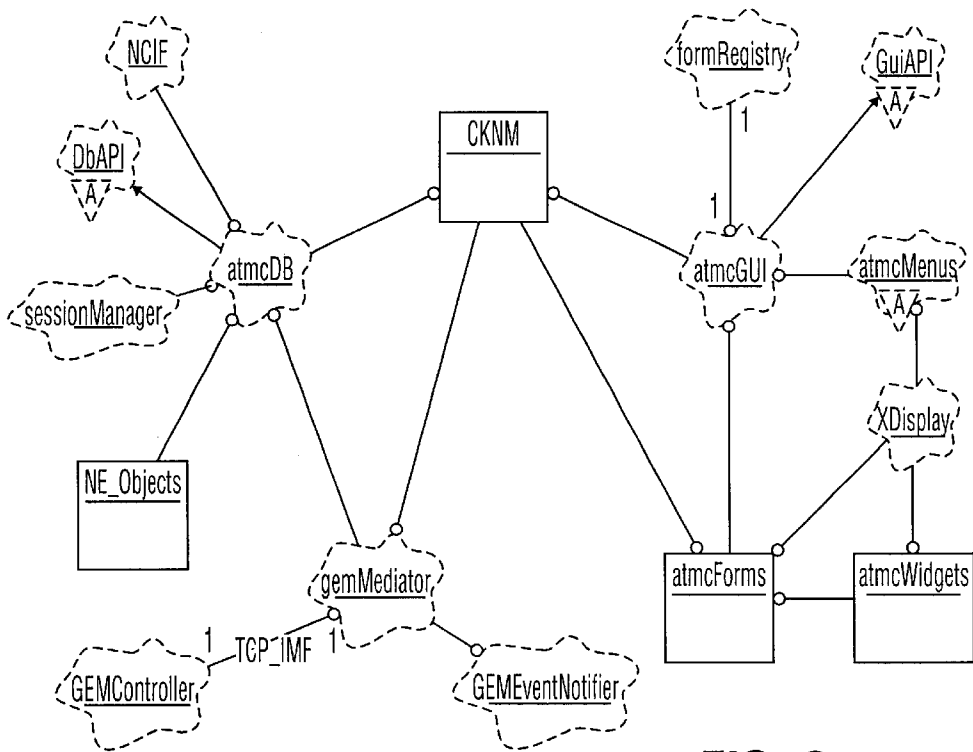 NCIF
formRegistry
GuiAPI
A
1
CKNM
DbAPI
A
1
atmcDB
atmcGUI
atmcMenus
A
sessionManager
XDisplay
NE_Objects
gemMediator
atmcForms
atmcWidgets
1
TCP_IMF
1
GEMController
GEMEventNotifier